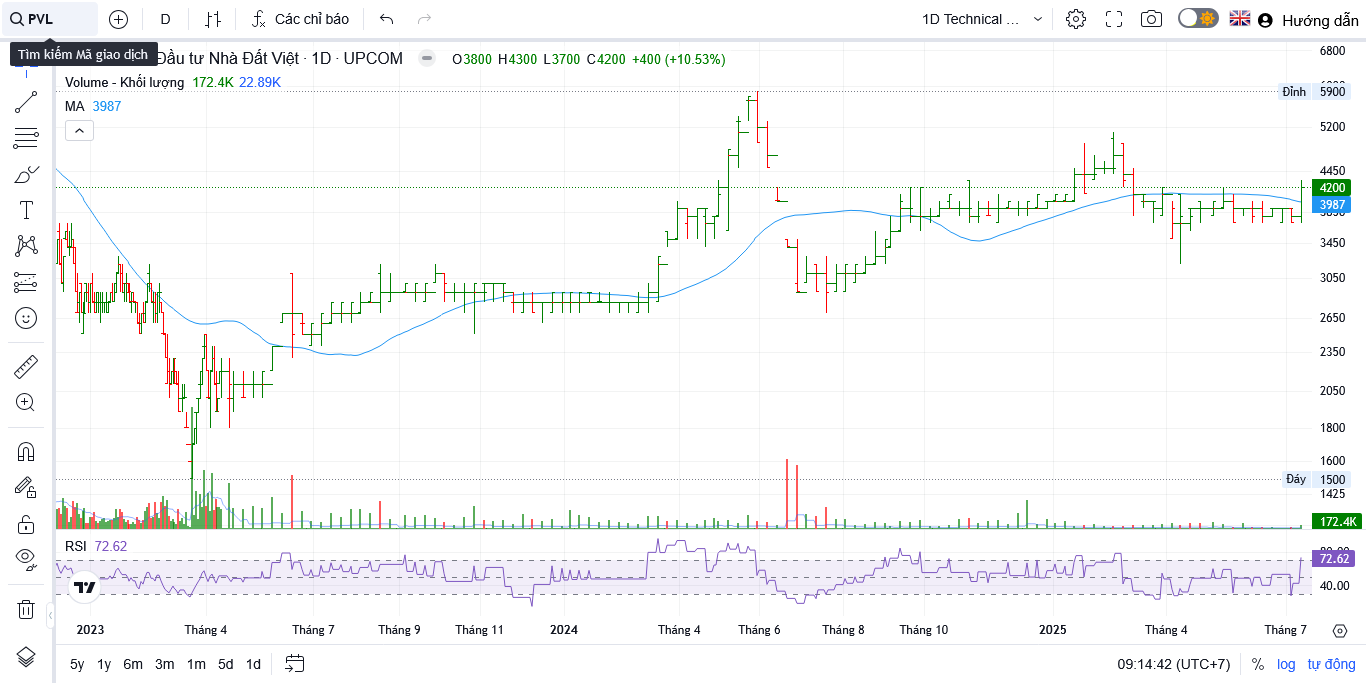 PVL
D
Các chỉ báo
1D Technical ...
Hướng dẫn
Tìm kiếm Mã giao dịch
Đầu tư Nhà Đất Việt · 1D · UPCOM
O3800 H4300 L3700 C4200 +400 (+10.53%)
Volume - Khối lượng 172.4K 22.89K
MA 3987
6800
Đỉnh 5900
5200
4450
4200
3987
3450
3050
2650
2350
2050
1800
1600
Đáy 1500
1425
172.4K
RSI 72.62
72.62
40.00
2023 Tháng 4 Tháng 7 Tháng 9 Tháng 11 2024 Tháng 4 Tháng 6 Tháng 8 Tháng 10 2025 Tháng 4 Tháng 7
5y 1y 6m 3m 1m 5d 1d
09:14:42 (UTC+7) % log tự động